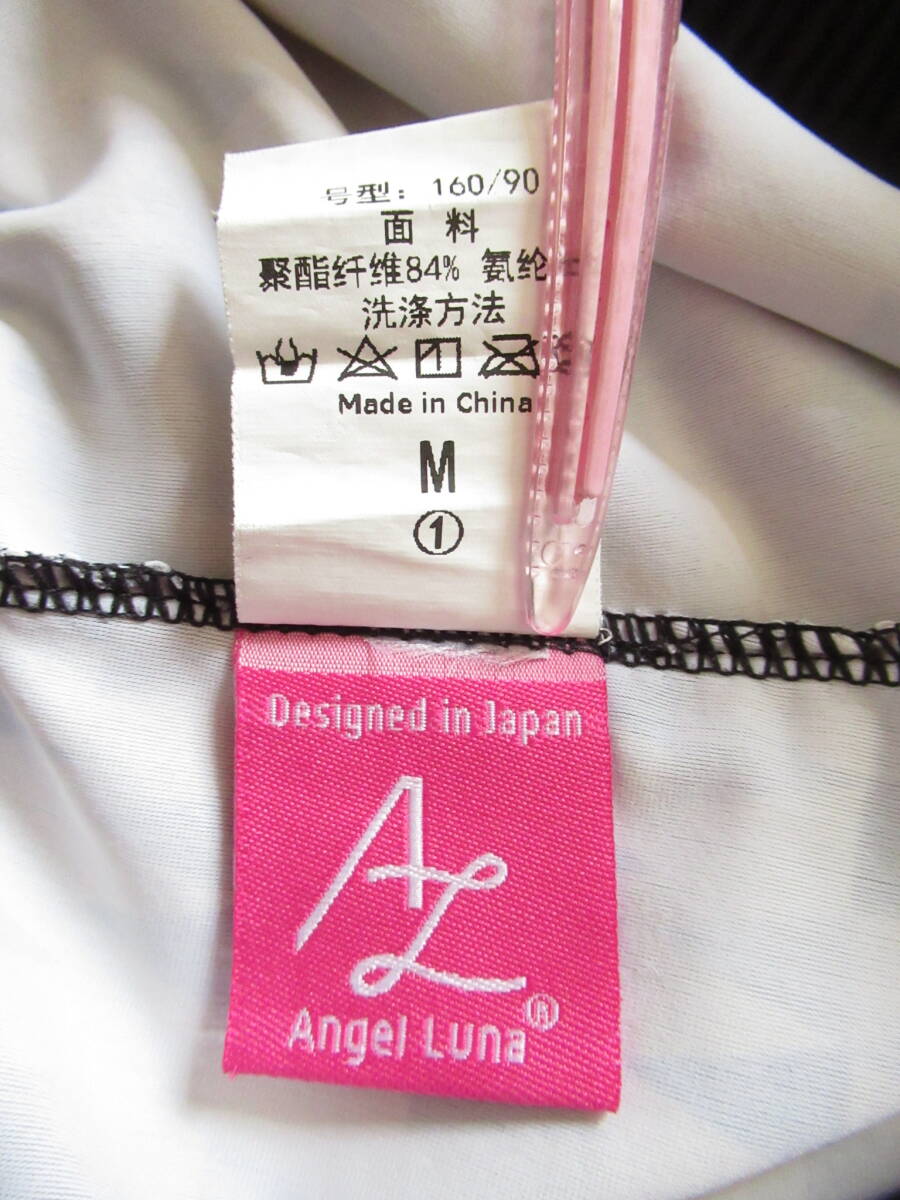 号型: 160/90
面 料
聚酯纤维84% 氨纶
洗涤方法
Made in China
M
①
Designed in Japan
AL
Angel Luna®